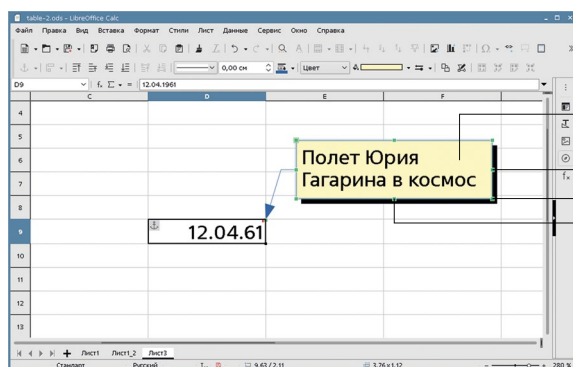 table-2.ods – LibreOffice Calc
Файл Правка Вид Вставка Формат Стили Лист Данные Сервис Окно Справка
0,00 см Цвет
D9 12.04.1961
C D E F
4
5
6
7
8
9
10
11
12
13
Полет Юрия
Гагарина в космос
12.04.61
Лист1 Лист1_2 Лист3
Стандарт Русский 9,63 / 2,11 3,76 x 1,12 280 %